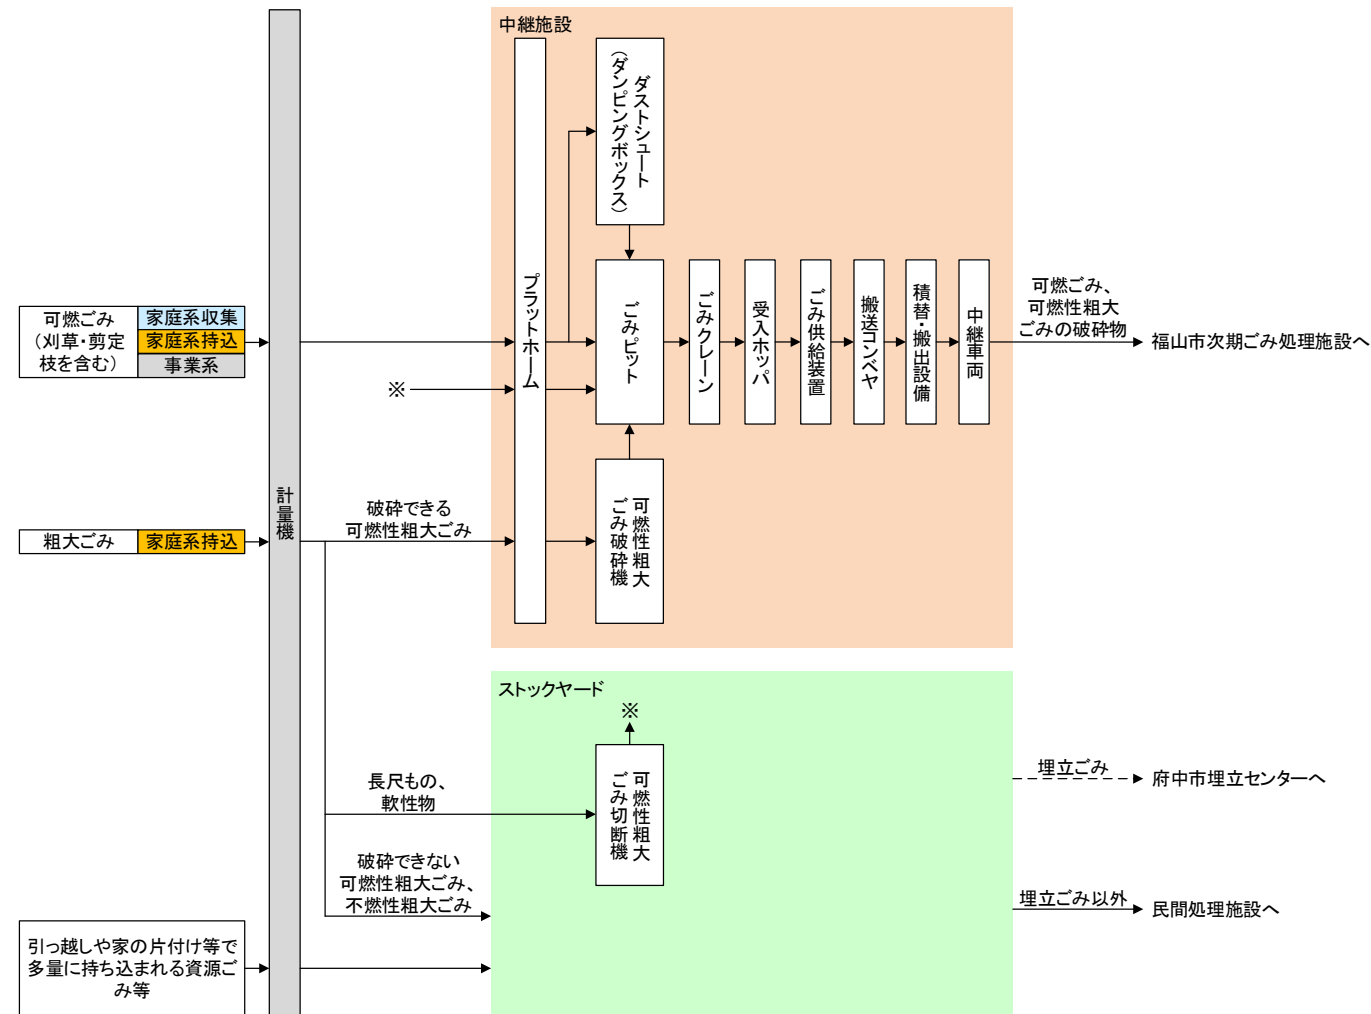 中継施設
ダストシュート
（ダンピングボックス）
プラットホーム
可燃ごみ
（刈草・剪定
枝を含む）
家庭系収集
家庭系持込
事業系
※
ごみピット
ごみクレーン
受入ホッパ
ごみ供給装置
搬送コンベヤ
積替・搬出設備
中継車両
可燃ごみ、
可燃性粗大
ごみの破砕物
福山市次期ごみ処理施設へ
計量機
粗大ごみ
家庭系持込
破砕できる
可燃性粗大ごみ
可燃性粗大
ごみ破砕機
ストックヤード
※
長尺もの、
軟性物
可燃性粗大
ごみ切断機
埋立ごみ
府中市埋立センターへ
破砕できない
可燃性粗大ごみ、
不燃性粗大ごみ
埋立ごみ以外
民間処理施設へ
引っ越しや家の片付け等で
多量に持ち込まれる資源ご
み等